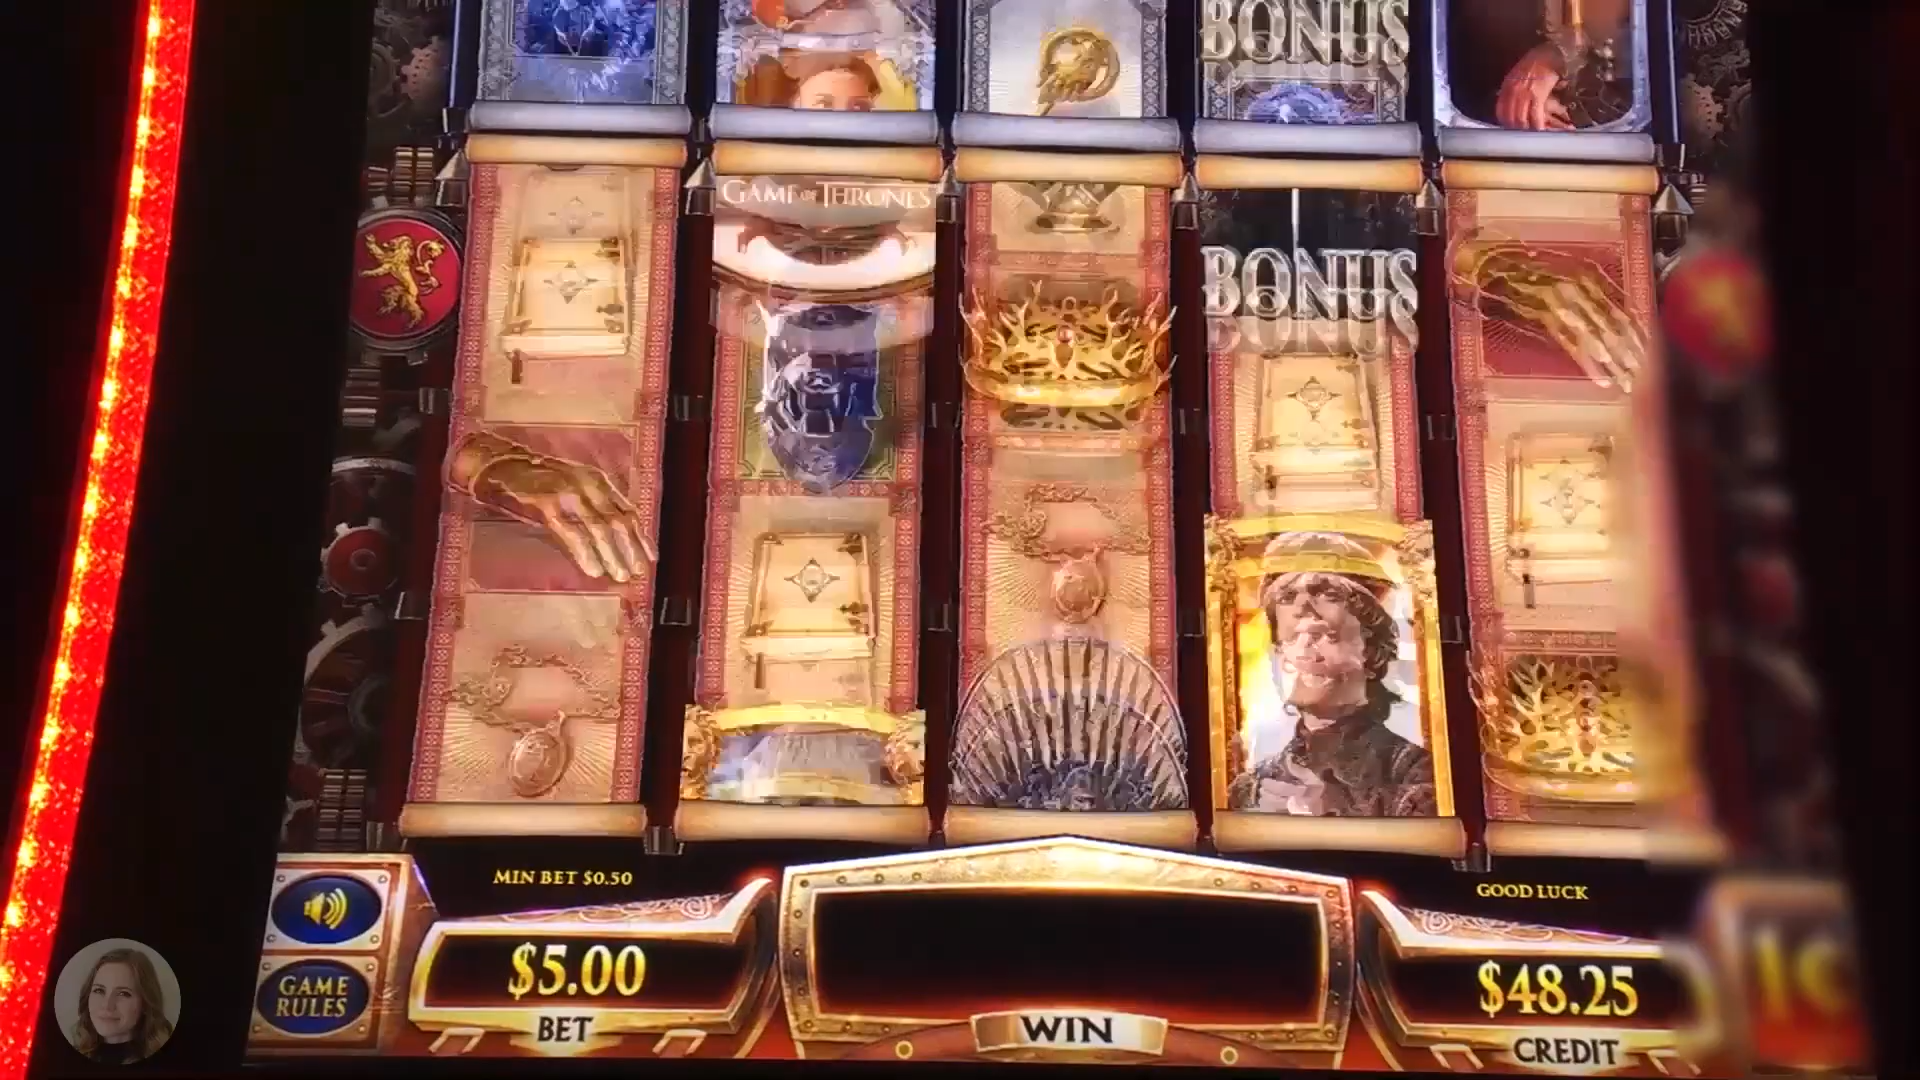 BONUS
GAME OF THRONES
BONUS
MIN BET $0.50
GOOD LUCK
$5.00
$48.25
GAME
RULES
BET
WIN
CREDIT